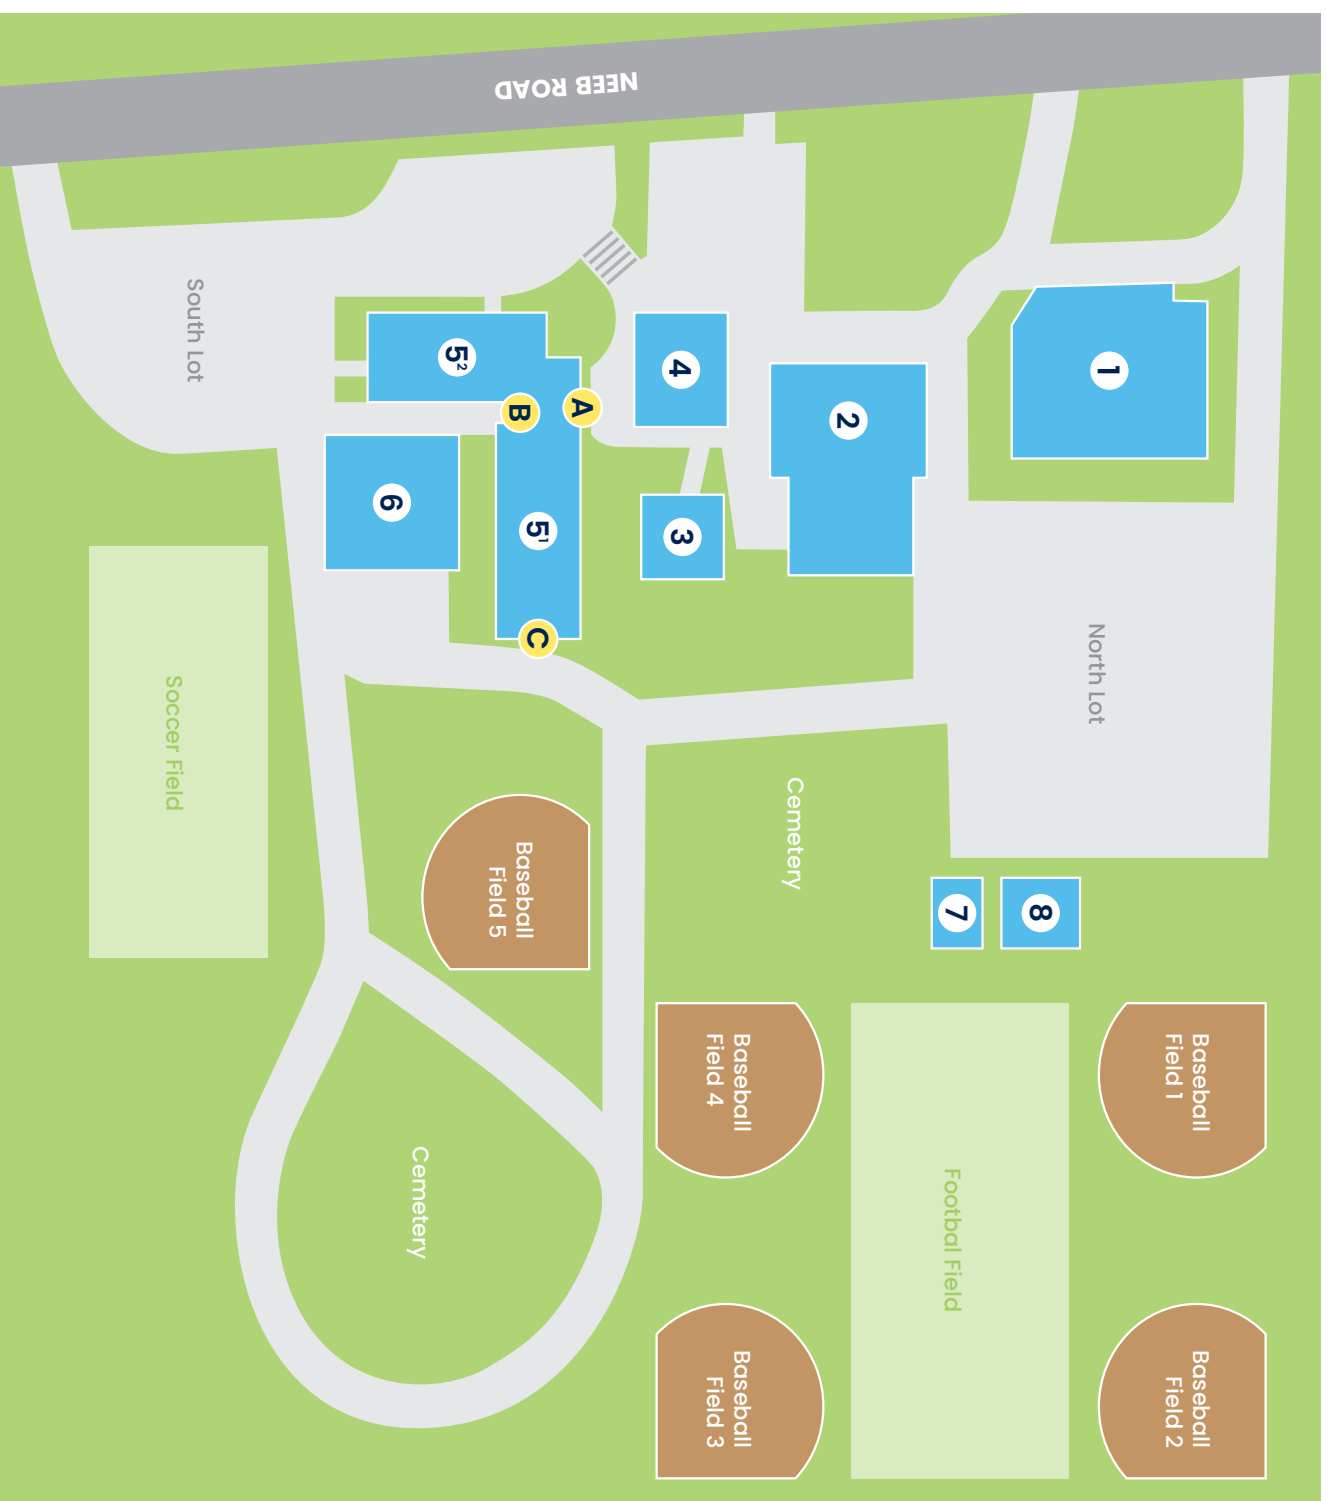 NEEB ROAD
South Lot
5²
B
A
4
2
1
6
5¹
3
C
North Lot
Soccer Field
Cemetery
Baseball
Field 5
7
8
Baseball
Field 4
Baseball
Field 1
Footbal Field
Cemetery
Baseball
Field 3
Baseball
Field 2